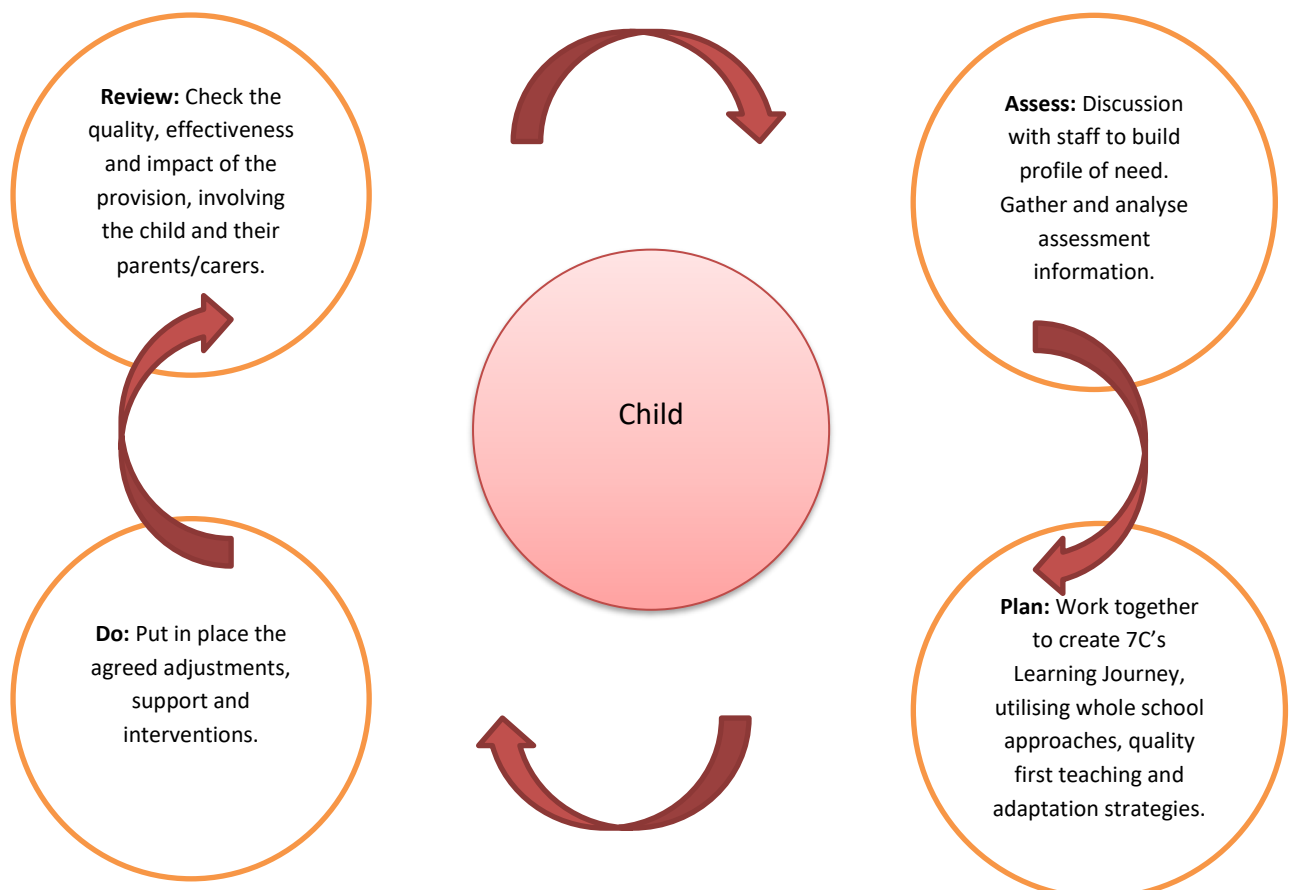 Review: Check the
quality, effectiveness
and impact of the
provision, involving
the child and their
parents/carers.
Assess: Discussion
with staff to build
profile of need.
Gather and analyse
assessment
information.
Child
Do: Put in place the
agreed adjustments,
support and
interventions.
Plan: Work together
to create 7C’s
Learning Journey,
utilising whole school
approaches, quality
first teaching and
adaptation strategies.